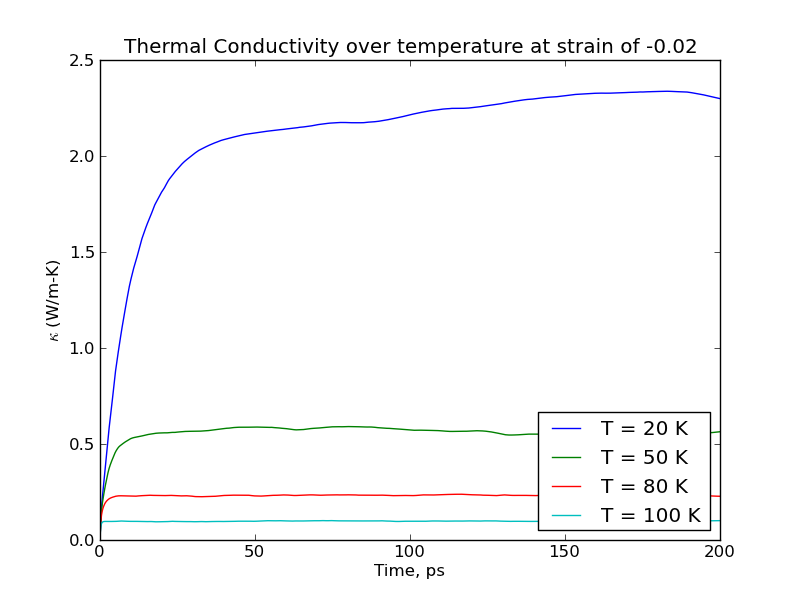 Thermal Conductivity over temperature at strain of -0.02
2.5
2.0
1.5
1.0
0.5
0.0
κ (W/m-K)
T = 20 K
T = 50 K
T = 80 K
T = 100 K
0 50 100 150 200
Time, ps